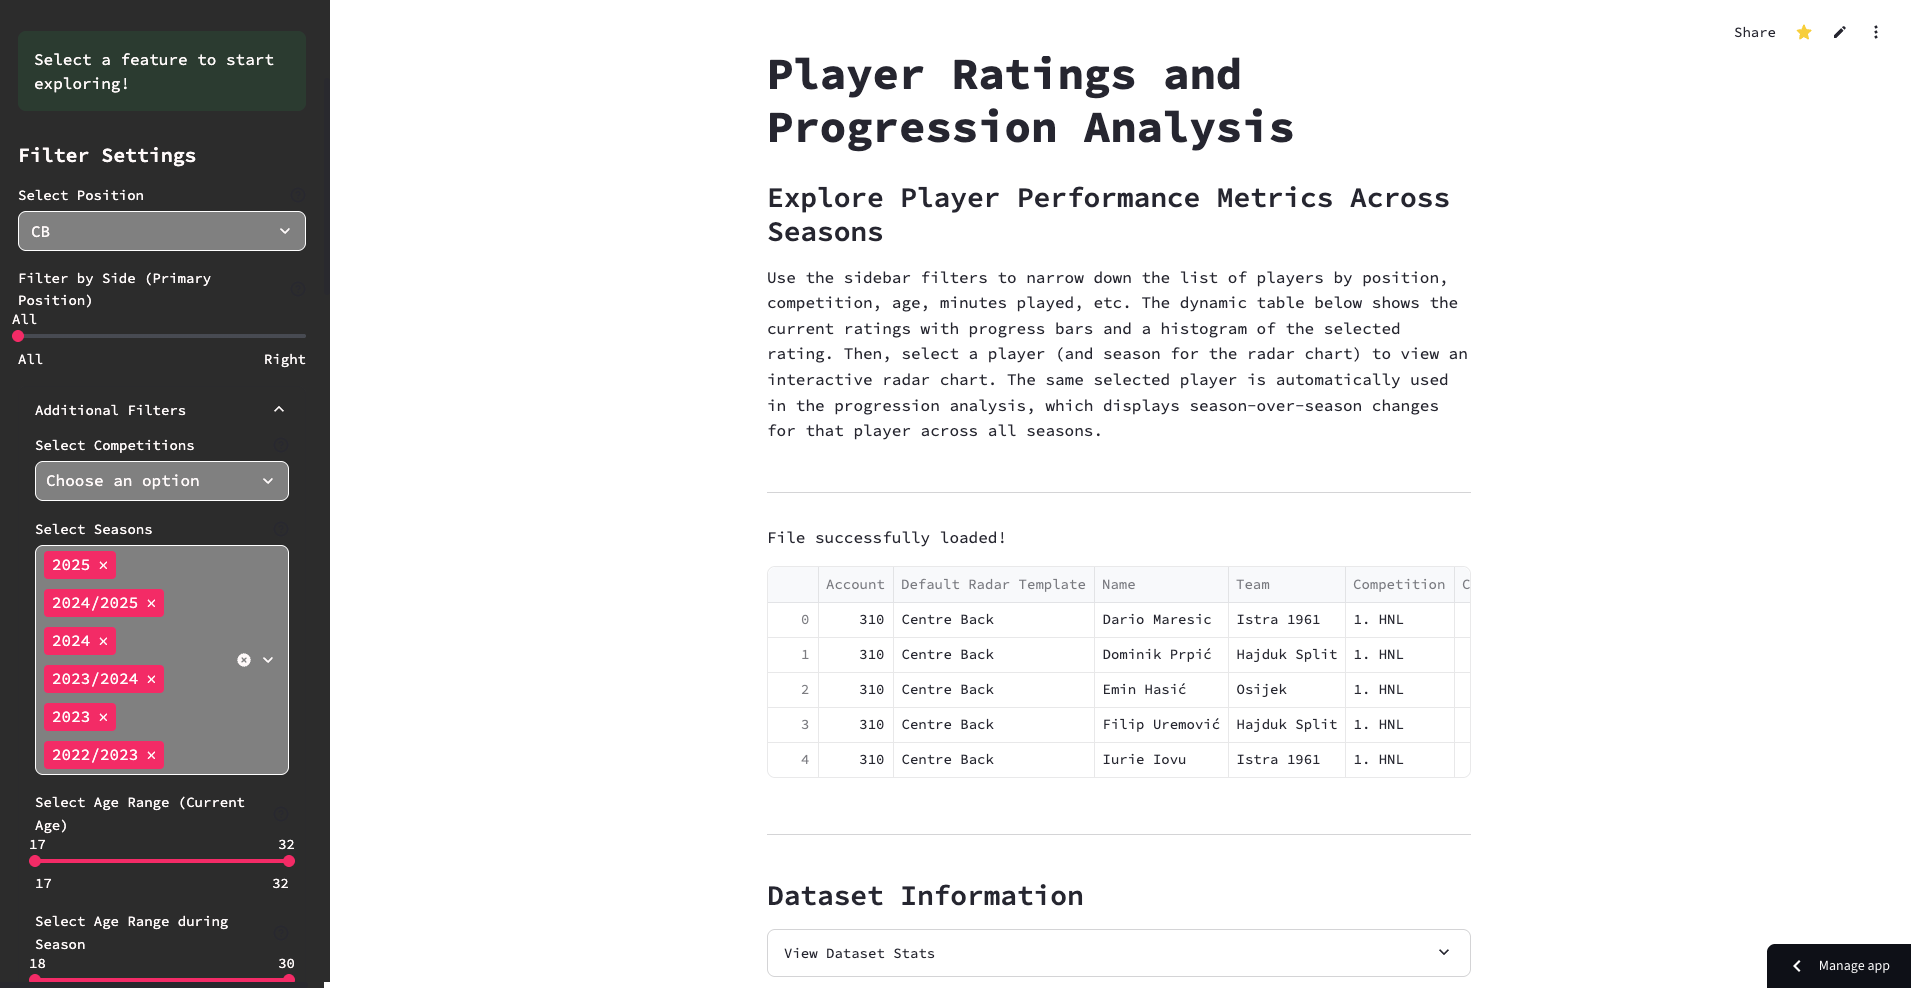 Select a feature to start
exploring!
Filter Settings
Select Position
CB
Filter by Side (Primary
Position)
All
All Right
Additional Filters
Select Competitions
Choose an option
Select Seasons
2025
2024/2025
2024
2023/2024
2023
2022/2023
Select Age Range (Current
Age)
17 32
17 32
Select Age Range during
Season
18 30
Share
Player Ratings and
Progression Analysis
Explore Player Performance Metrics Across
Seasons
Use the sidebar filters to narrow down the list of players by position,
competition, age, minutes played, etc. The dynamic table below shows the
current ratings with progress bars and a histogram of the selected
rating. Then, select a player (and season for the radar chart) to view an
interactive radar chart. The same selected player is automatically used
in the progression analysis, which displays season-over-season changes
for that player across all seasons.
File successfully loaded!
Account Default Radar Template Name Team Competition C
0 310 Centre Back Dario Maresic Istra 1961 1. HNL
1 310 Centre Back Dominik Prpić Hajduk Split 1. HNL
2 310 Centre Back Emin Hasić Osijek 1. HNL
3 310 Centre Back Filip Uremović Hajduk Split 1. HNL
4 310 Centre Back Iurie Iovu Istra 1961 1. HNL
Dataset Information
View Dataset Stats
Manage app